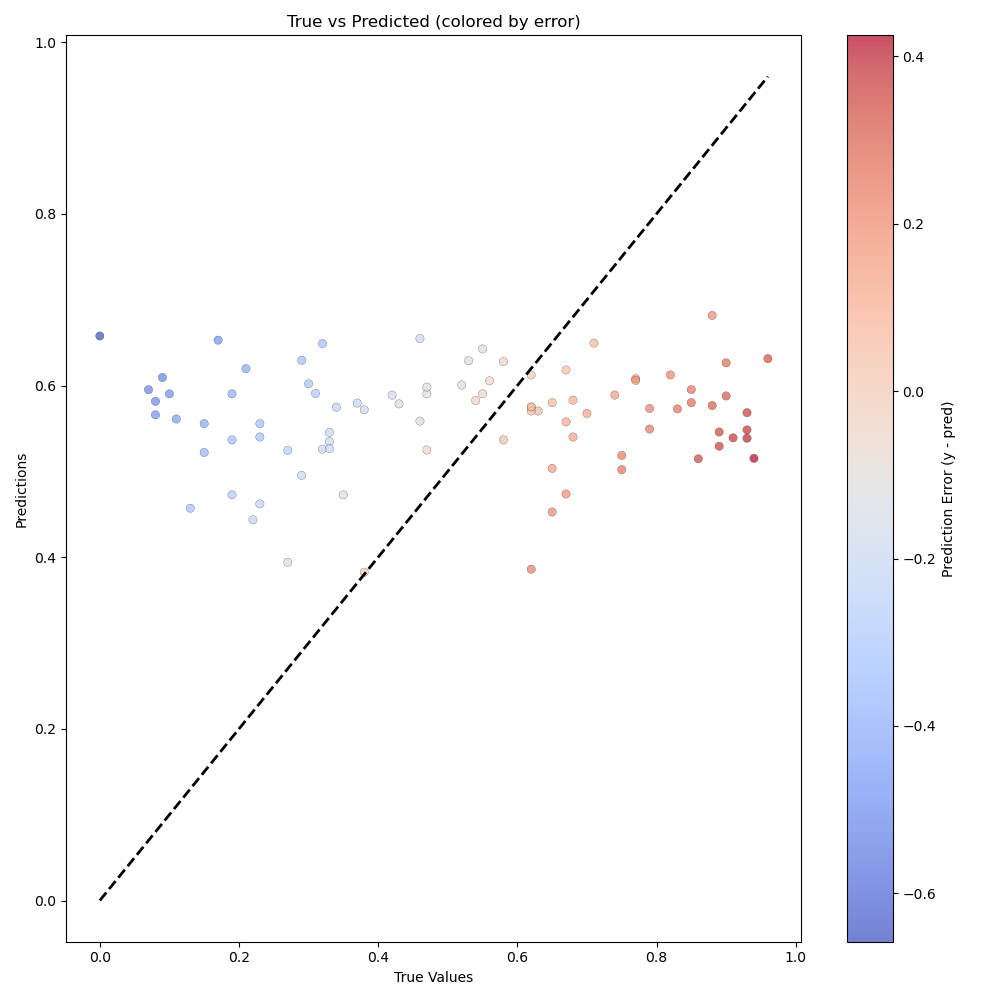 True vs Predicted (colored by error)
1.0
0.8
0.6
0.4
0.2
0.0
Predictions
0.0 0.2 0.4 0.6 0.8 1.0
True Values
0.4
0.2
0.0
−0.2
−0.4
−0.6
Prediction Error (y - pred)